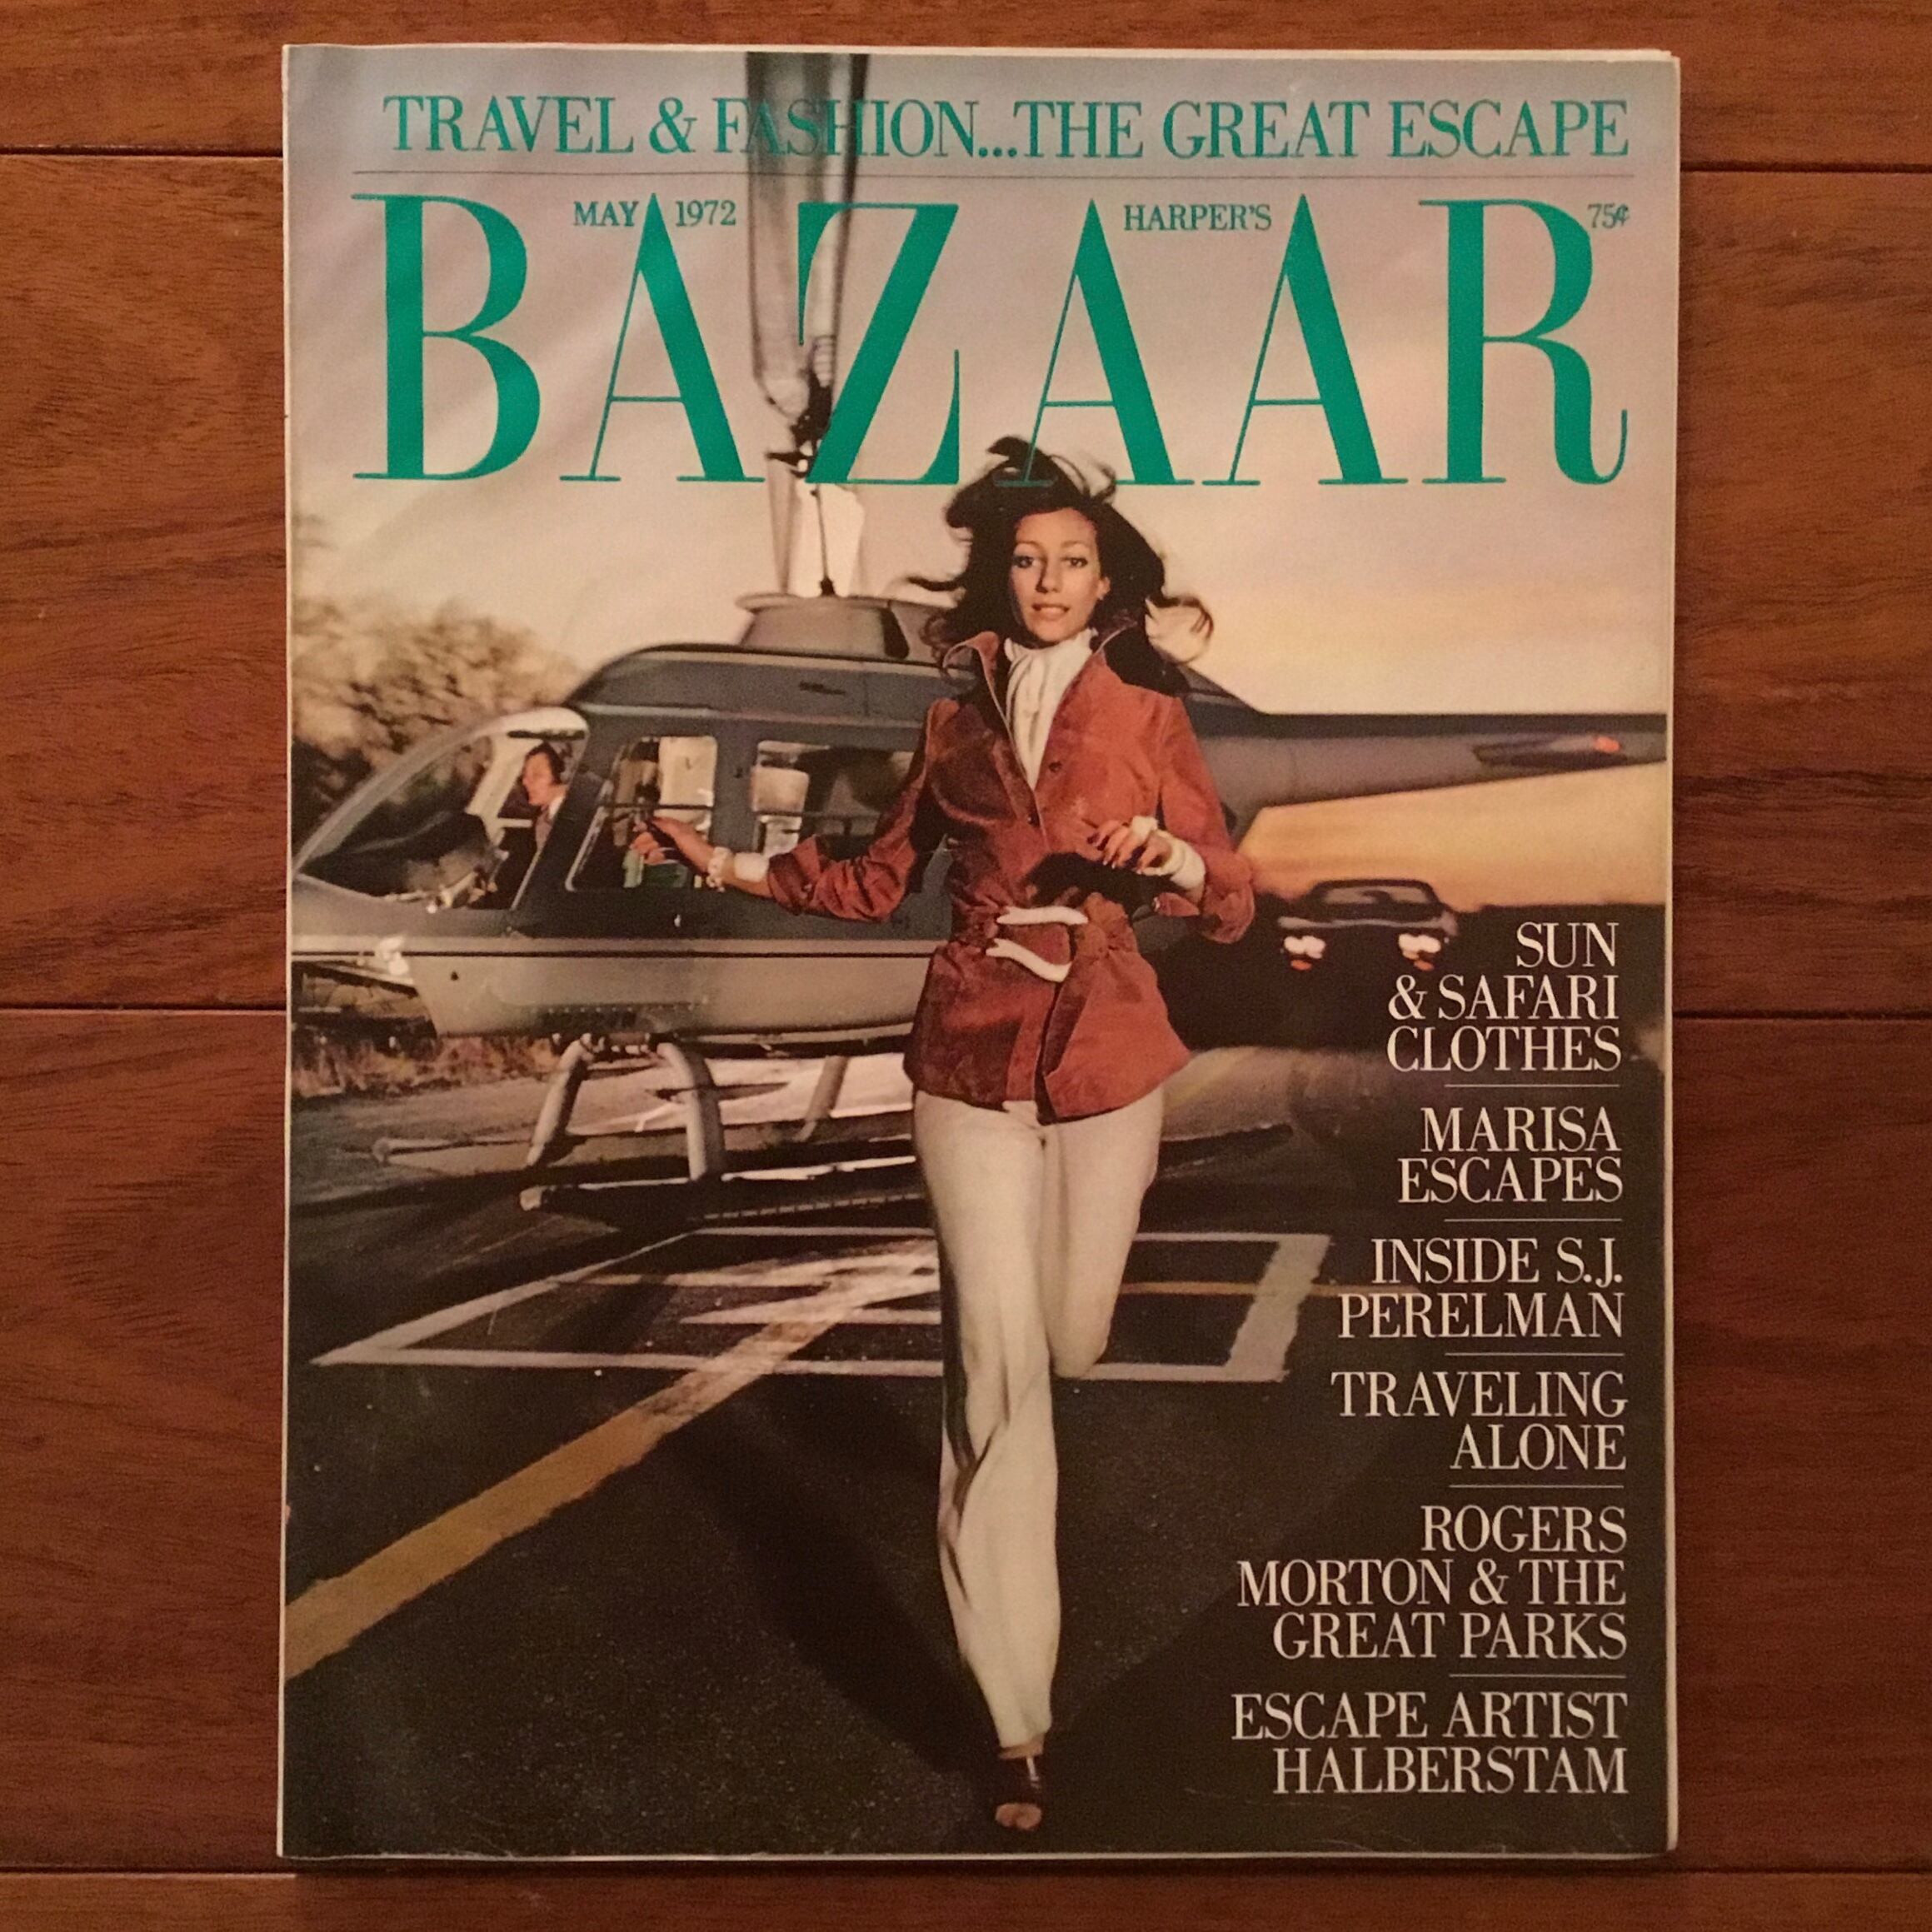 TRAVEL & FASHION...THE GREAT ESCAPE
MAY 1972 HARPER'S 75¢
BAZAAR
SUN
& SAFARI
CLOTHES
MARISA
ESCAPES
INSIDE S.J.
PERELMAN
TRAVELING
ALONE
ROGERS
MORTON & THE
GREAT PARKS
ESCAPE ARTIST
HALBERSTAM